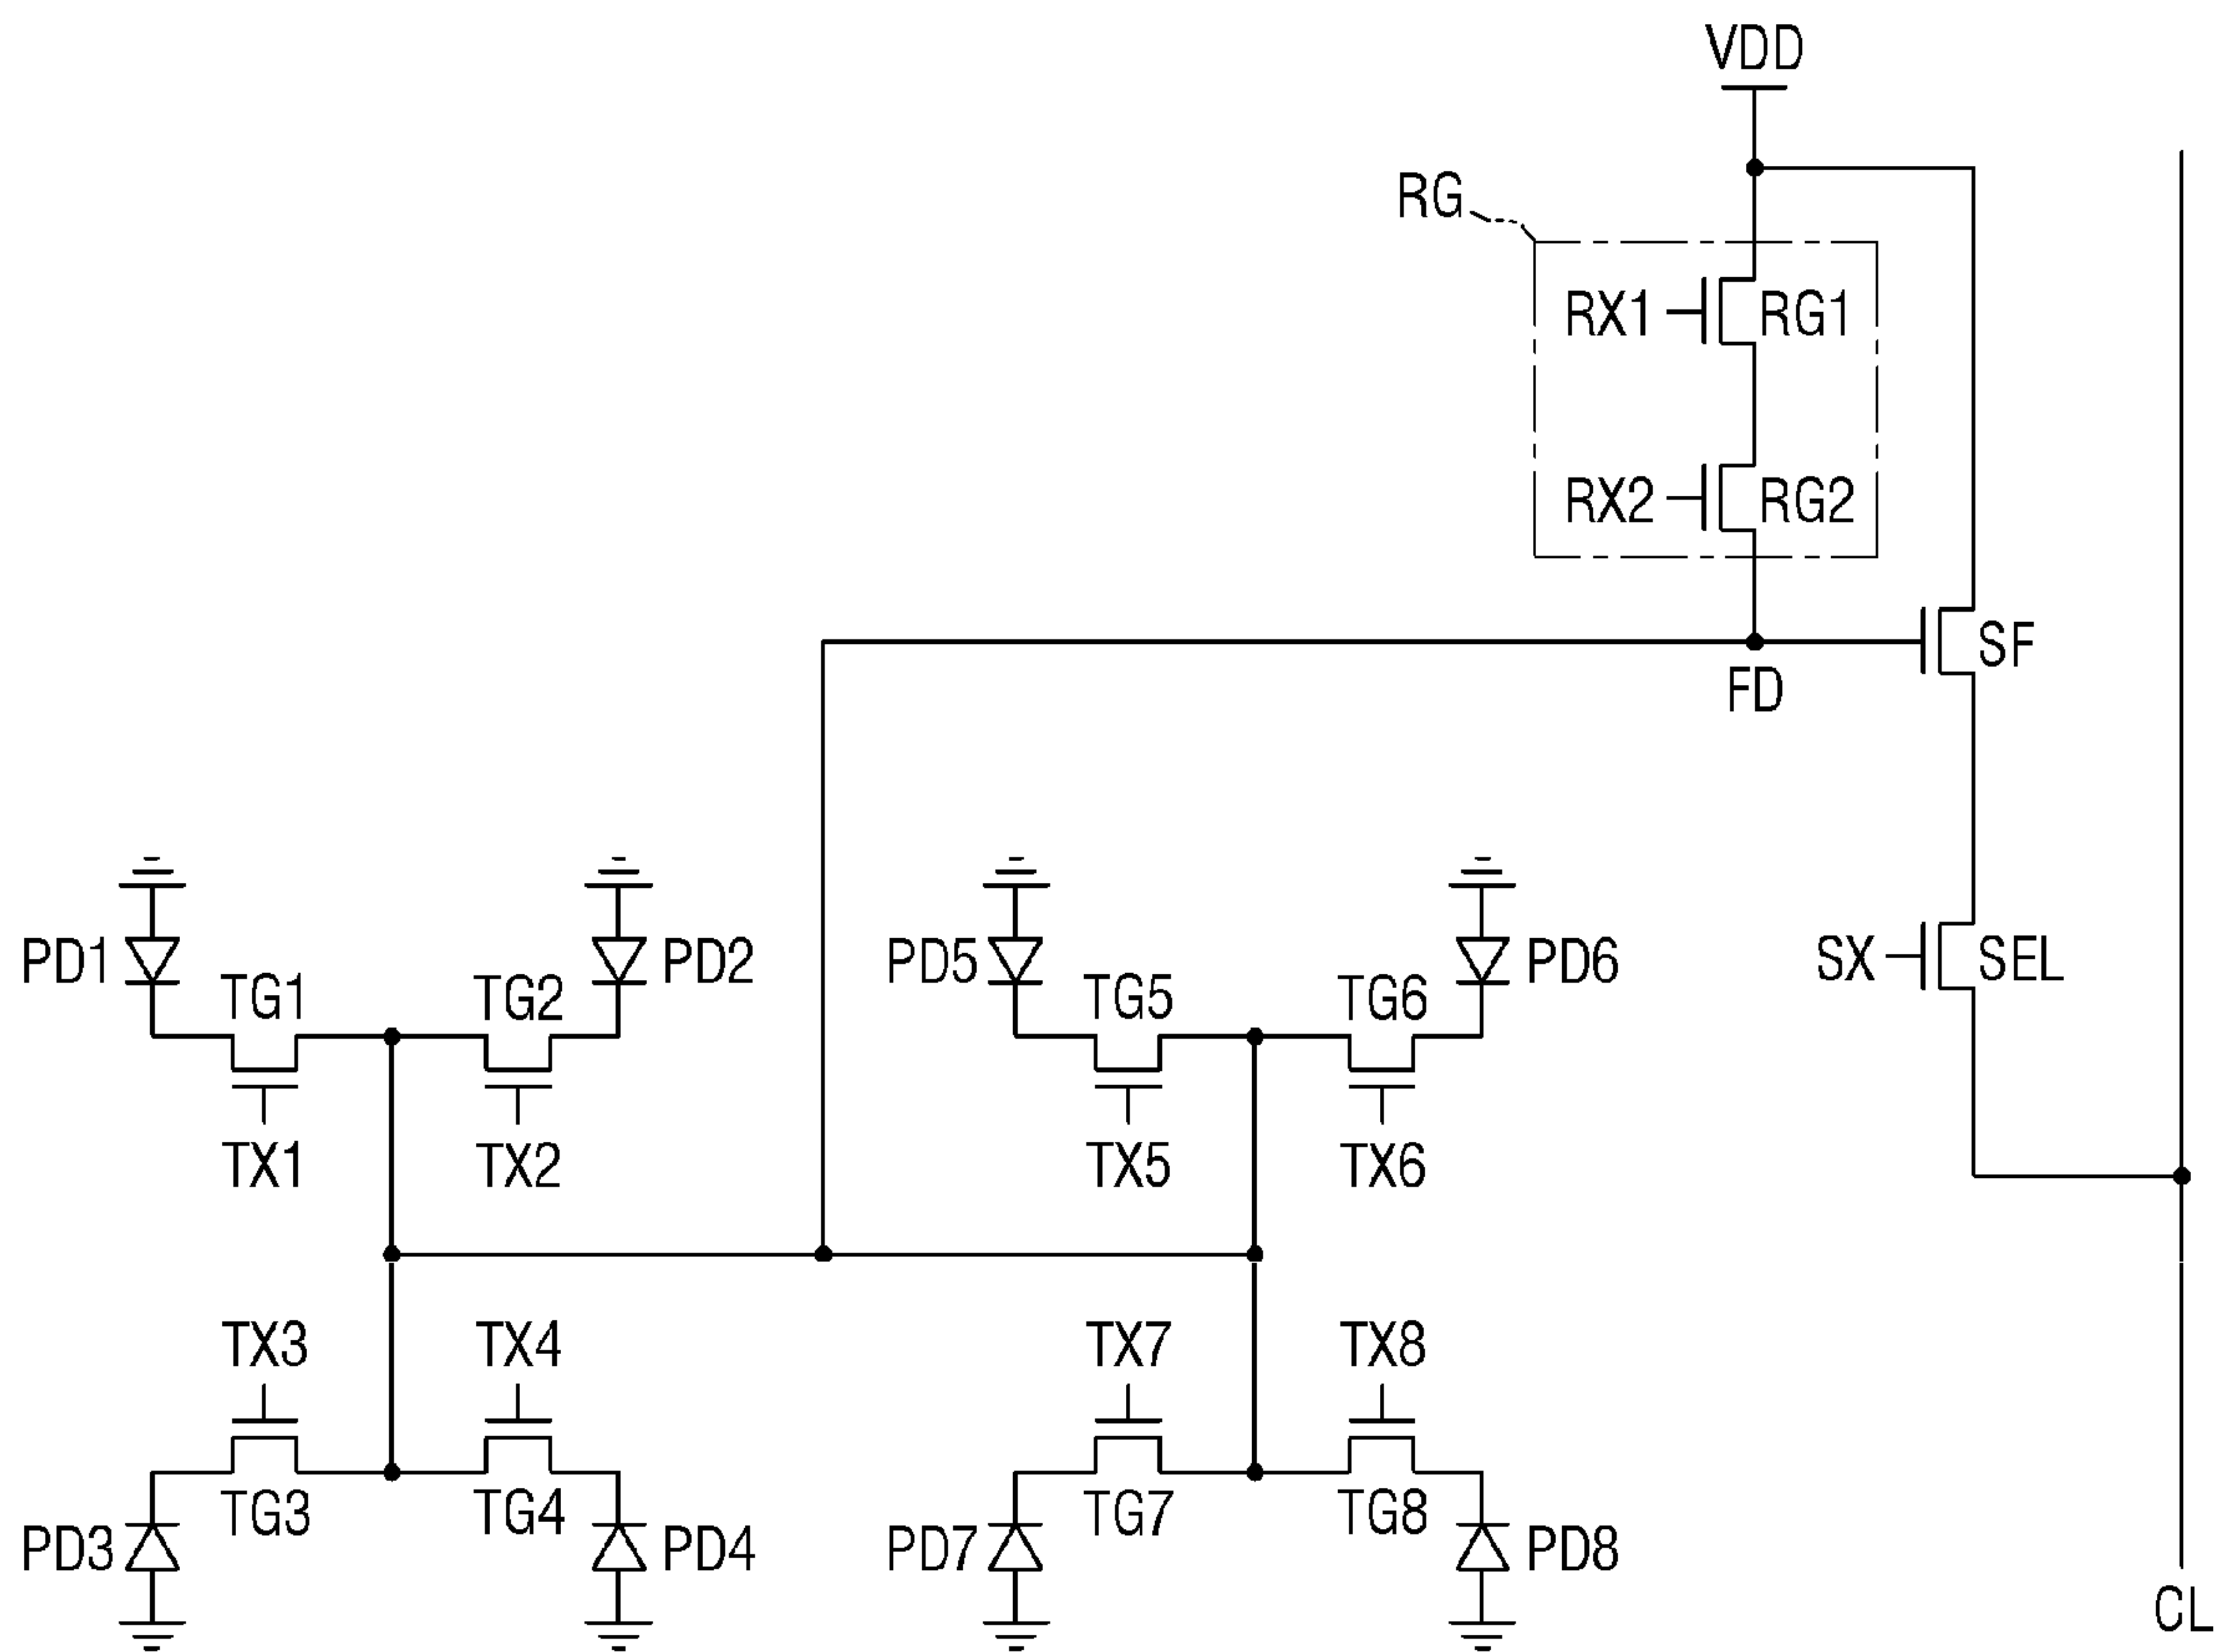 VDD
RG
RX1 RG1
RX2 RG2
SF
FD
PD1 TG1 TG2 PD2 PD5 TG5 TG6 PD6 SX SEL
TX1 TX2 TX5 TX6
TX3 TX4 TX7 TX8
PD3 TG3 TG4 PD4 PD7 TG7 TG8 PD8
CL